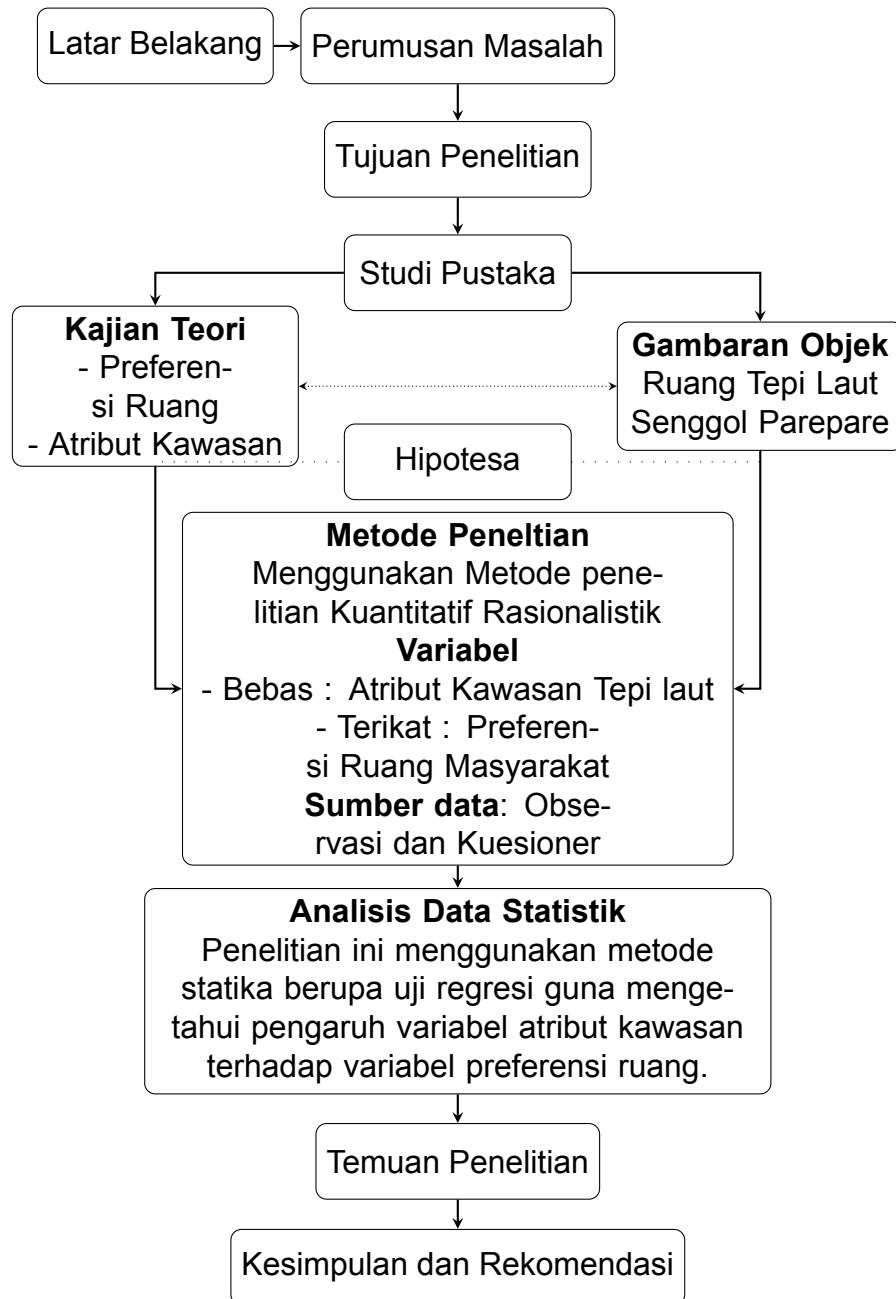 Latar Belakang
Perumusan Masalah
Tujuan Penelitian
Studi Pustaka
Kajian Teori
- Preferen-
si Ruang
- Atribut Kawasan
Gambaran Objek
Ruang Tepi Laut
Senggol Parepare
Hipotesa
Metode Peneltian
Menggunakan Metode pene-
litian Kuantitatif Rasionalistik
Variabel
- Bebas : Atribut Kawasan Tepi laut
- Terikat : Preferen-
si Ruang Masyarakat
Sumber data: Obse-
rvasi dan Kuesioner
Analisis Data Statistik
Penelitian ini menggunakan metode
statika berupa uji regresi guna menge-
tahui pengaruh variabel atribut kawasan
terhadap variabel preferensi ruang.
Temuan Penelitian
Kesimpulan dan Rekomendasi